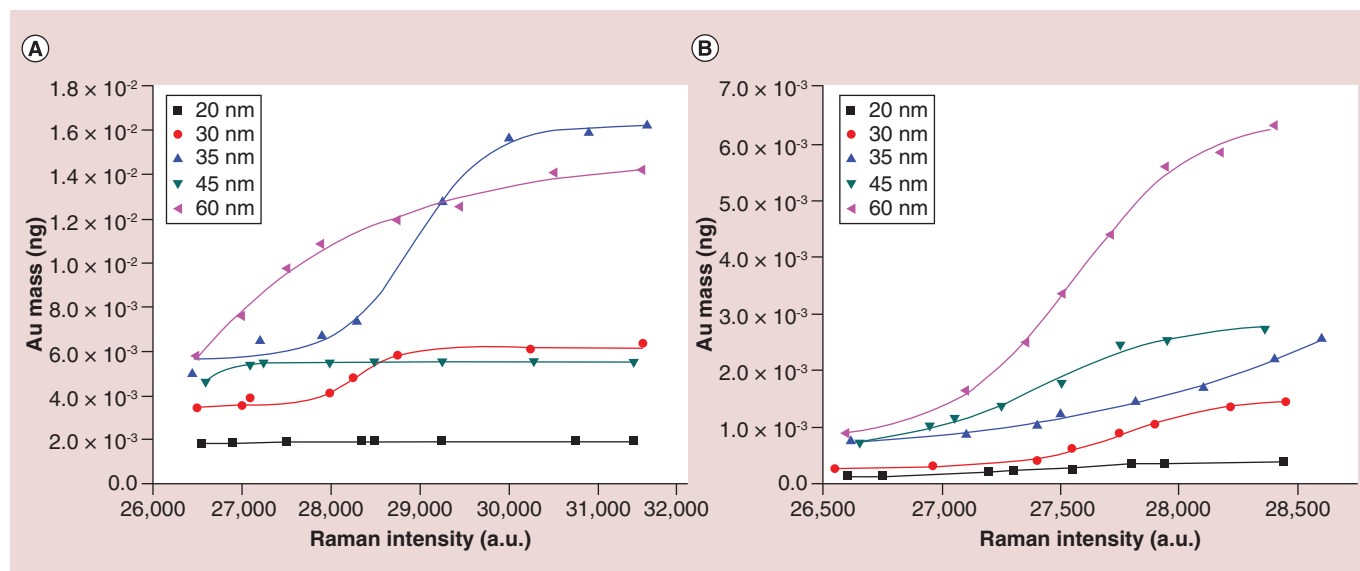 A
1.8 × 10-2
1.6 × 10-2
1.4 × 10-2
1.2 × 10-2
1.0 × 10-2
8.0 × 10-3
6.0 × 10-3
4.0 × 10-3
2.0 × 10-3
0.0
Au mass (ng)
20 nm
30 nm
35 nm
45 nm
60 nm
26,000 27,000 28,000 29,000 30,000 31,000 32,000
Raman intensity (a.u.)
B
7.0 × 10-3
6.0 × 10-3
5.0 × 10-3
4.0 × 10-3
3.0 × 10-3
2.0 × 10-3
1.0 × 10-3
0.0
Au mass (ng)
20 nm
30 nm
35 nm
45 nm
60 nm
26,500 27,000 27,500 28,000 28,500
Raman intensity (a.u.)